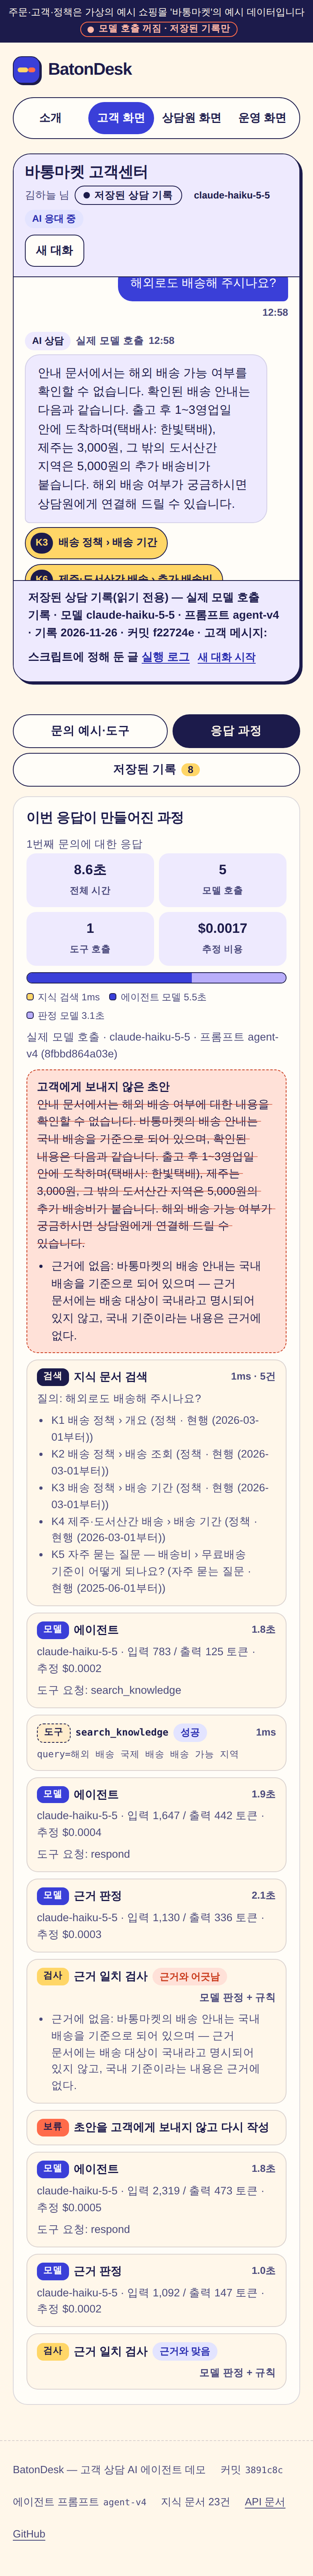 주문·고객·정책은 가상의 예시 쇼핑몰 '바통마켓'의 예시 데이터입니다
모델 호출 꺼짐 · 저장된 기록만
BatonDesk
소개
고객 화면
상담원 화면
운영 화면
바통마켓 고객센터
김하늘 님
저장된 상담 기록
claude-haiku-5-5
AI 응대 중
새 대화
해외로도 배송해 주시나요?
12:58
AI 상담 실제 모델 호출 12:58
안내 문서에서는 해외 배송 가능 여부를
확인할 수 없습니다. 확인된 배송 안내는
다음과 같습니다. 출고 후 1~3영업일
안에 도착하며(택배사: 한빛택배),
제주는 3,000원, 그 밖의 도서산간
지역은 5,000원의 추가 배송비가
붙습니다. 해외 배송 여부가 궁금하시면
상담원에게 연결해 드릴 수 있습니다.
K3 배송 정책 › 배송 기간
K6 제주·도서산간 배송 › 추가 배송비
저장된 상담 기록(읽기 전용) — 실제 모델 호출
기록 · 모델 claude-haiku-5-5 · 프롬프트 agent-v4
· 기록 2026-11-26 · 커밋 f22724e · 고객 메시지:
스크립트에 정해 둔 글 실행 로그 새 대화 시작
문의 예시·도구
응답 과정
저장된 기록 8
이번 응답이 만들어진 과정
1번째 문의에 대한 응답
8.6초
전체 시간
5
모델 호출
1
도구 호출
$0.0017
추정 비용
지식 검색 1ms 에이전트 모델 5.5초
판정 모델 3.1초
실제 모델 호출 · claude-haiku-5-5 · 프롬프트 agent-
v4 (8fbbd864a03e)
고객에게 보내지 않은 초안
안내 문서에서는 해외 배송 여부에 대한 내용을
확인할 수 없습니다. 바통마켓의 배송 안내는
국내 배송을 기준으로 되어 있으며, 확인된
내용은 다음과 같습니다. 출고 후 1~3영업일
안에 도착하며(택배사: 한빛택배), 제주는
3,000원, 그 밖의 도서산간 지역은 5,000원의
추가 배송비가 붙습니다. 해외 배송 가능 여부가
궁금하시면 상담원에게 연결해 드릴 수
있습니다.
• 근거에 없음: 바통마켓의 배송 안내는 국내
배송을 기준으로 되어 있으며 — 근거
문서에는 배송 대상이 국내라고 명시되어
있지 않고, 국내 기준이라는 내용은 근거에
없다.
검색 지식 문서 검색 1ms · 5건
질의: 해외로도 배송해 주시나요?
• K1 배송 정책 › 개요 (정책 · 현행 (2026-03-
01부터))
• K2 배송 정책 › 배송 조회 (정책 · 현행 (2026-
03-01부터))
• K3 배송 정책 › 배송 기간 (정책 · 현행 (2026-
03-01부터))
• K4 제주·도서산간 배송 › 배송 기간 (정책 ·
현행 (2026-03-01부터))
• K5 자주 묻는 질문 — 배송비 › 무료배송
기준이 어떻게 되나요? (자주 묻는 질문 ·
현행 (2025-06-01부터))
모델 에이전트 1.8초
claude-haiku-5-5 · 입력 783 / 출력 125 토큰 ·
추정 $0.0002
도구 요청: search_knowledge
도구 search_knowledge 성공 1ms
query=해외 배송 국제 배송 배송 가능 지역
모델 에이전트 1.9초
claude-haiku-5-5 · 입력 1,647 / 출력 442 토큰 ·
추정 $0.0004
도구 요청: respond
모델 근거 판정 2.1초
claude-haiku-5-5 · 입력 1,130 / 출력 336 토큰 ·
추정 $0.0003
검사 근거 일치 검사 근거와 어긋남
모델 판정 + 규칙
• 근거에 없음: 바통마켓의 배송 안내는 국내
배송을 기준으로 되어 있으며 — 근거
문서에는 배송 대상이 국내라고 명시되어
있지 않고, 국내 기준이라는 내용은 근거에
없다.
보류 초안을 고객에게 보내지 않고 다시 작성
모델 에이전트 1.8초
claude-haiku-5-5 · 입력 2,319 / 출력 473 토큰 ·
추정 $0.0005
도구 요청: respond
모델 근거 판정 1.0초
claude-haiku-5-5 · 입력 1,092 / 출력 147 토큰 ·
추정 $0.0002
검사 근거 일치 검사 근거와 맞음
모델 판정 + 규칙
BatonDesk — 고객 상담 AI 에이전트 데모 커밋 3891c8c
에이전트 프롬프트 agent-v4 지식 문서 23건 API 문서
GitHub